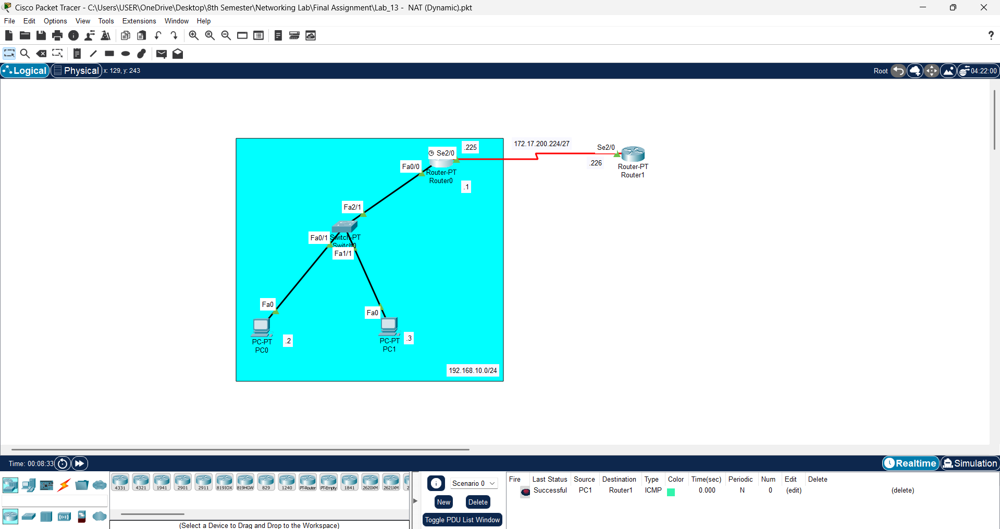 Cisco Packet Tracer - C:\Users\USER\OneDrive\Desktop\8th Semester\Networking Lab\Final Assignment\Lab_13 - NAT (Dynamic).pkt
File Edit Options View Tools Extensions Window Help
?
Logical Physical x: 129, y: 243 Root 04:22:00
.225
172.17.200.224/27
Se2/0
Se2/0
.226
Fa0/0
Router-PT
Router0
Router-PT
Router1
.1
Fa2/1
Fa0/1
Switch-PT
Switch0
Fa1/1
Fa0
Fa0
PC-PT
PC0
.2
PC-PT
PC1
.3
192.168.10.0/24
Time: 00:08:33 Realtime Simulation
4331 4321 1941 2901 2911 819IOX 819HGW 829 1240 PT-Router PT-Empty 1841 2620XM 2621XM 2
(Select a Device to Drag and Drop to the Workspace)
Scenario 0
New Delete
Toggle PDU List Window
Fire Last Status Source Destination Type Color Time(sec) Periodic Num Edit Delete
Successful PC1 Router1 ICMP 0.000 N 0 (edit) (delete)